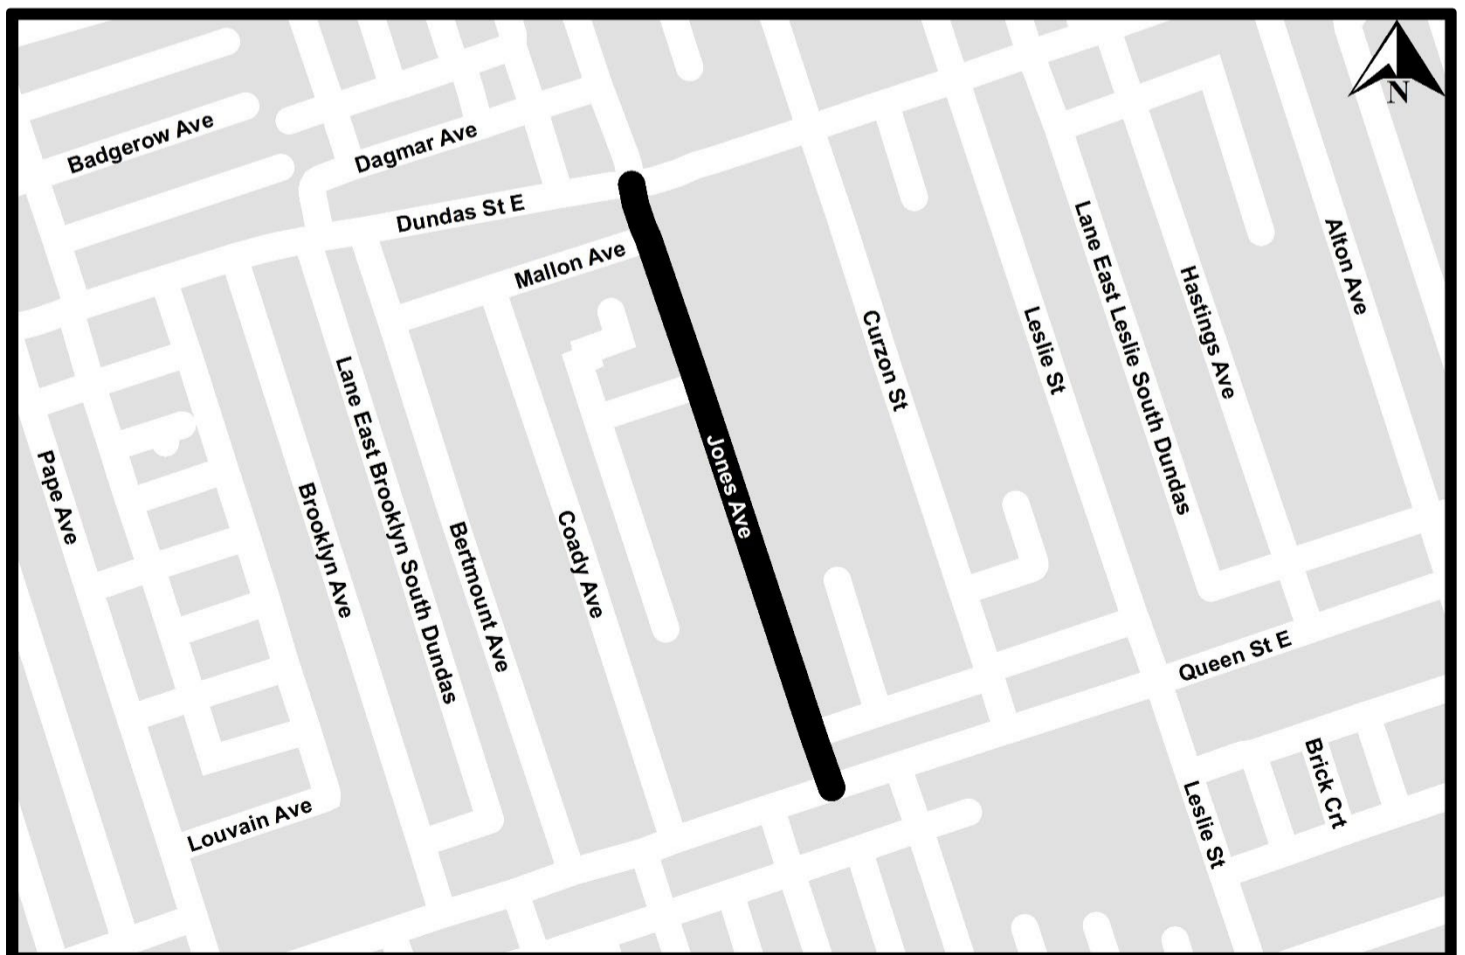 N
Badgerow Ave
Dagmar Ave
Dundas St E
Mallon Ave
Lane East Leslie South Dundas
Alton Ave
Hastings Ave
Curzon St
Leslie St
Lane East Brooklyn South Dundas
Jones Ave
Pape Ave
Brooklyn Ave
Coady Ave
Bertmount Ave
Queen St E
Brick Crt
Leslie St
Louvain Ave